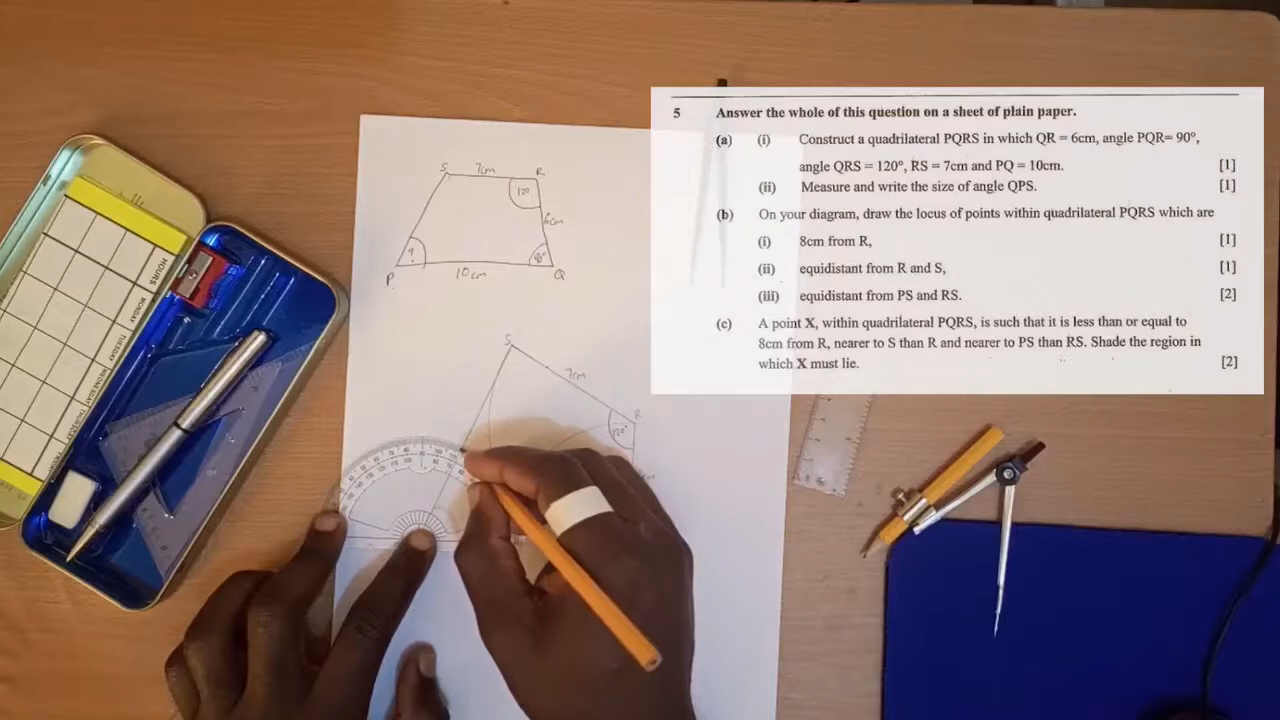 5 Answer the whole of this question on a sheet of plain paper.
(a) (i) Construct a quadrilateral PQRS in which QR = 6cm, angle PQR= 90°,
angle QRS = 120°, RS = 7cm and PQ = 10cm. [1]
(ii) Measure and write the size of angle QPS. [1]
(b) On your diagram, draw the locus of points within quadrilateral PQRS which are
(i) 8cm from R, [1]
(ii) equidistant from R and S, [1]
(iii) equidistant from PS and RS. [2]
(c) A point X, within quadrilateral PQRS, is such that it is less than or equal to
8cm from R, nearer to S than R and nearer to PS than RS. Shade the region in
which X must lie. [2]
S 7cm R
120
6cm
? 90°
P 10cm Q
S
7cm
R
120°
HOURS
MONDAY
TUESDAY
WEDNESDAY